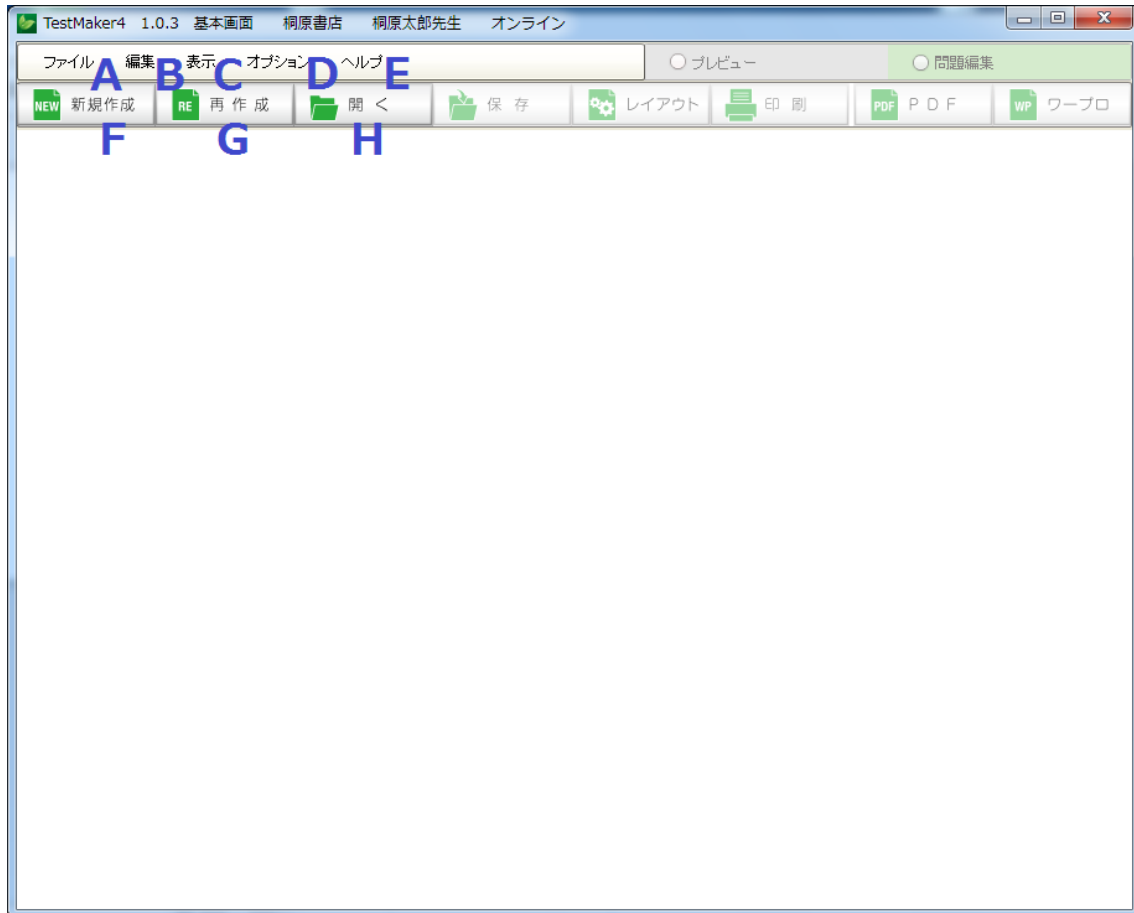 TestMaker4 1.0.3 基本画面 桐原書店 桐原太郎先生 オンライン
ファイル 編集 表示 オプション ヘルプ プレビュー 問題編集
A B C D E
NEW 新規作成 RE 再作成 開く 保存 レイアウト 印刷 PDF PDF WP ワープロ
F G H